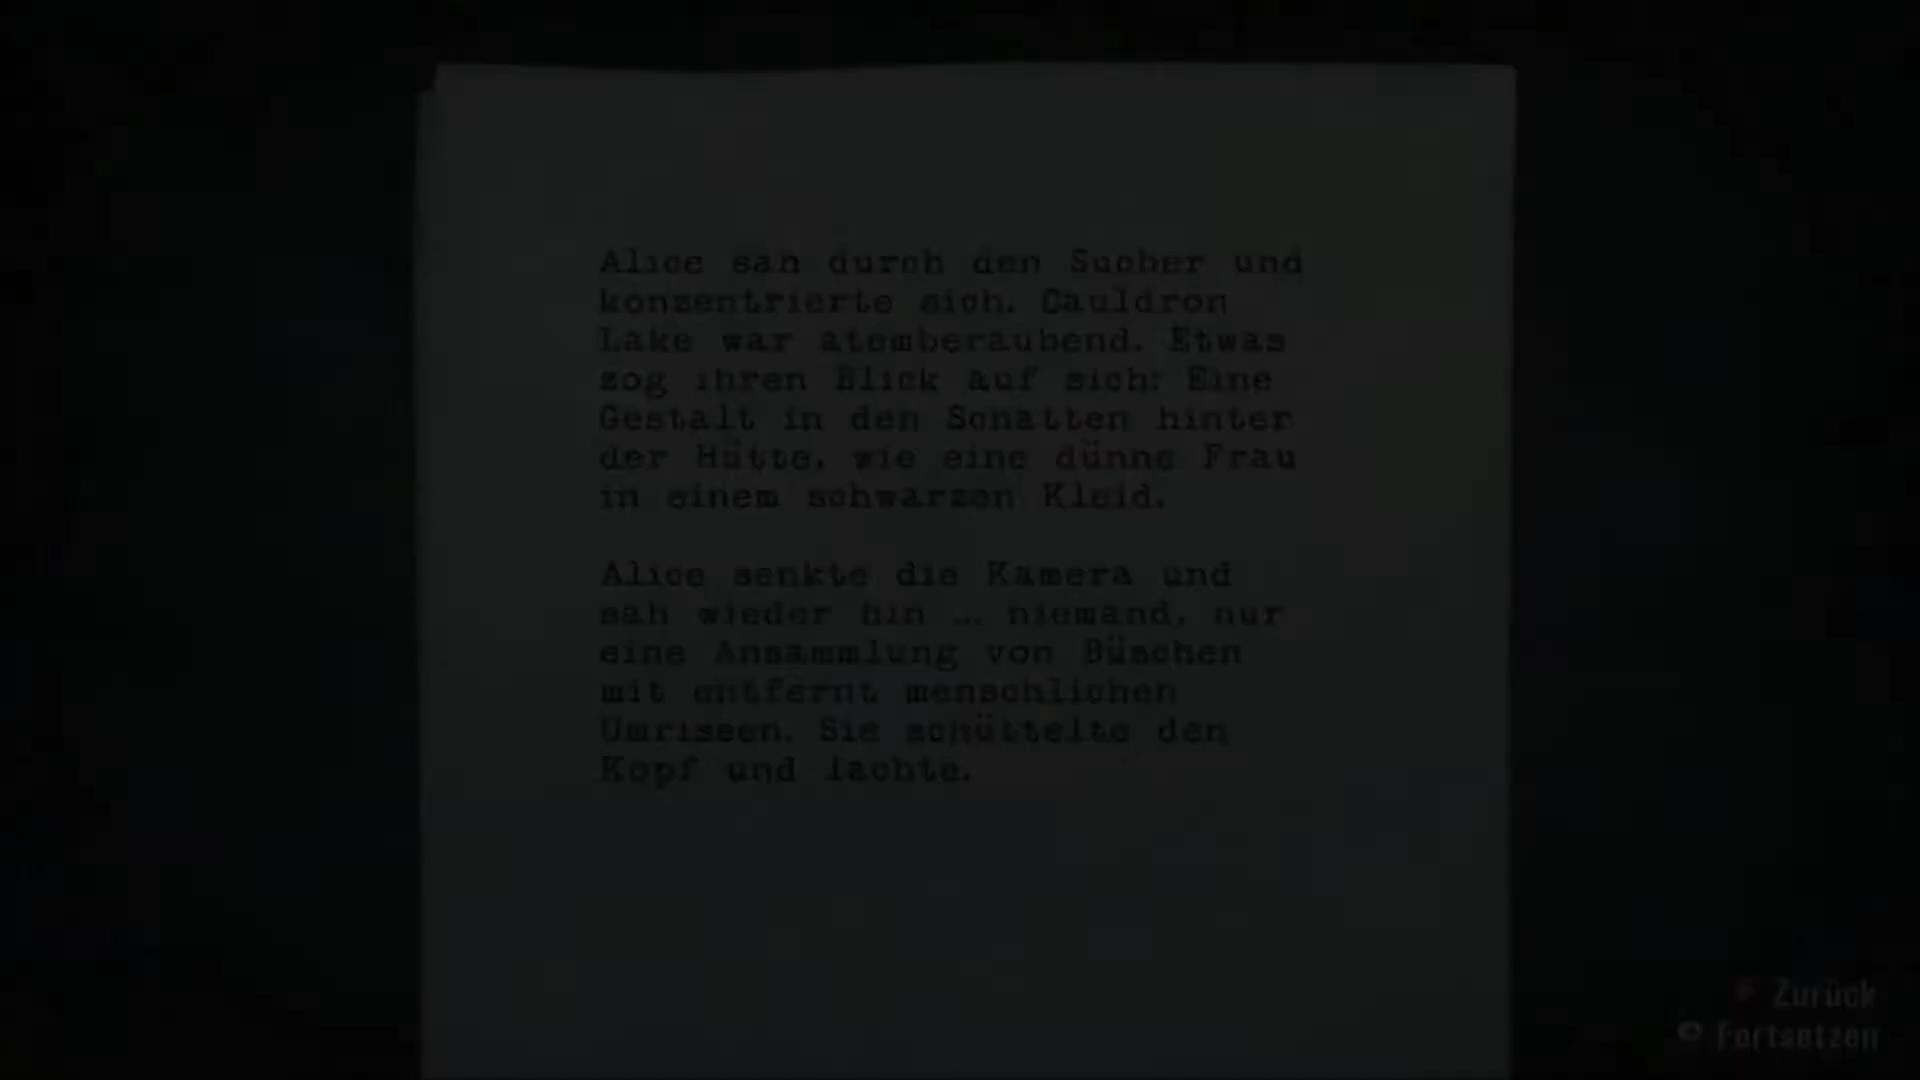 Alice sah durch den Sucher und
konzentrierte sich. Cauldron
Lake war atemberaubend. Etwas
zog ihren Blick auf sich: Eine
Gestalt in den Schatten hinter
der Hütte, wie eine dünne Frau
in einem schwarzen Kleid.
Alice senkte die Kamera und
sah wieder hin … niemand, nur
eine Ansammlung von Büschen
mit entfernt menschlichen
Umrissen. Sie schüttelte den
Kopf und lachte.
Zurück
Fortsetzen